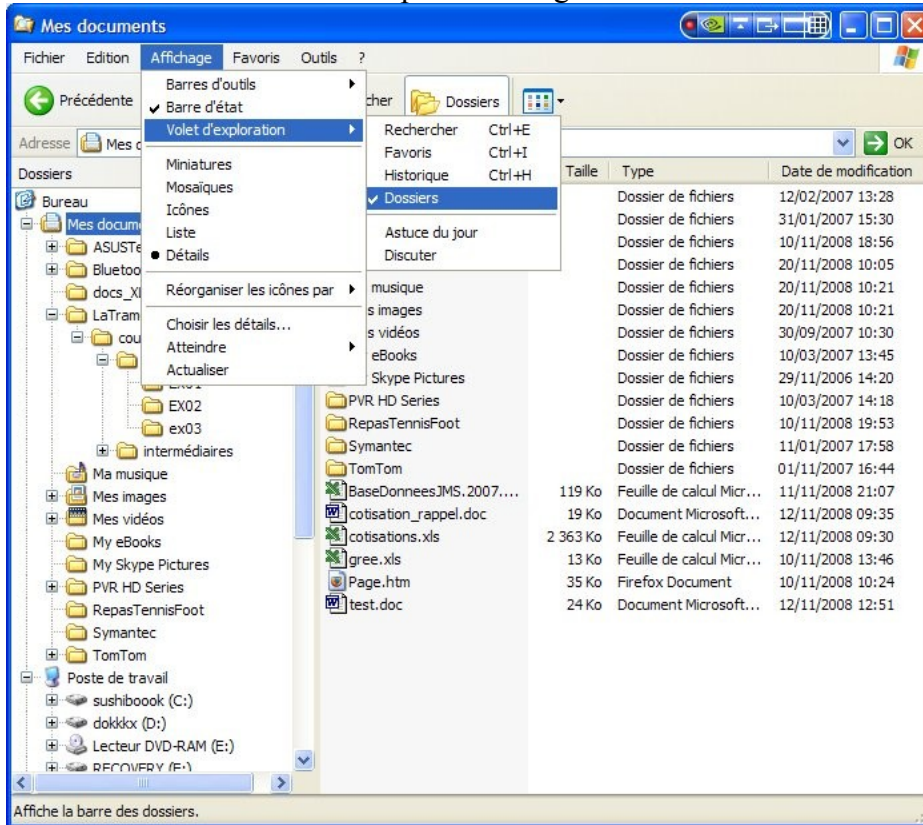 Mes documents
Fichier Edition Affichage Favoris Outils ?
Précédente Dossiers
Adresse Mes OK
Barres d'outils
Barre d'état
Volet d'exploration
Miniatures
Mosaïques
Icônes
Liste
Détails
Réorganiser les icônes par
Choisir les détails...
Atteindre
Actualiser
Rechercher Ctrl+E
Favoris Ctrl+I
Historique Ctrl+H
Dossiers
Astuce du jour
Discuter
Dossiers
Bureau
Mes docum
ASUSTe
Bluetoo
docs_X
LaTram
cou
EX02
ex03
intermédiaires
Ma musique
Mes images
Mes vidéos
My eBooks
My Skype Pictures
PVR HD Series
RepasTennisFoot
Symantec
TomTom
Poste de travail
sushiboook (C:)
dokkkx (D:)
Lecteur DVD-RAM (E:)
Taille Type Date de modification
Dossier de fichiers 12/02/2007 13:28
Dossier de fichiers 31/01/2007 15:30
Dossier de fichiers 10/11/2008 18:56
Dossier de fichiers 20/11/2008 10:05
musique Dossier de fichiers 20/11/2008 10:21
s images Dossier de fichiers 20/11/2008 10:21
s vidéos Dossier de fichiers 30/09/2007 10:30
eBooks Dossier de fichiers 10/03/2007 13:45
Skype Pictures Dossier de fichiers 29/11/2006 14:20
PVR HD Series Dossier de fichiers 10/03/2007 14:18
RepasTennisFoot Dossier de fichiers 10/11/2008 19:53
Symantec Dossier de fichiers 11/01/2007 17:58
TomTom Dossier de fichiers 01/11/2007 16:44
BaseDonneesJMS.2007.... 119 Ko Feuille de calcul Micr... 11/11/2008 21:07
cotisation_rappel.doc 19 Ko Document Microsoft... 12/11/2008 09:35
cotisations.xls 2 363 Ko Feuille de calcul Micr... 12/11/2008 09:30
gree.xls 13 Ko Feuille de calcul Micr... 10/11/2008 13:46
Page.htm 35 Ko Firefox Document 10/11/2008 10:24
test.doc 24 Ko Document Microsoft... 12/11/2008 12:51
Affiche la barre des dossiers.